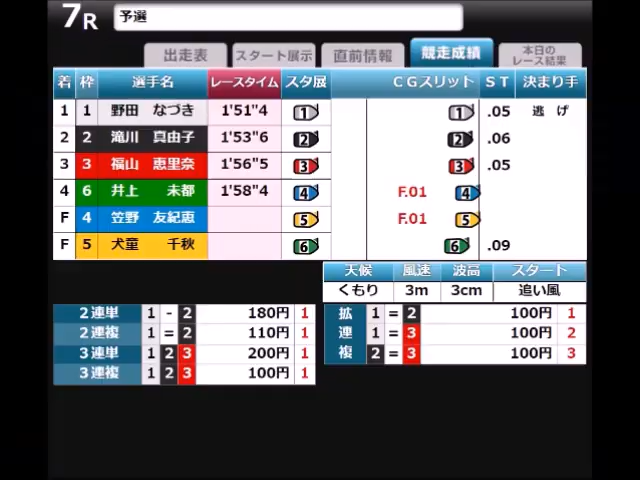 7R 予選
出走表 スタート展示 直前情報 競走成績 本日のレース結果
着 枠 選手名 レースタイム スタ展 CGスリット ST 決まり手
1 1 野田 なづき 1'51"4 1 1 .05 逃 げ
2 2 滝川 真由子 1'53"6 2 2 .06
3 3 福山 恵里奈 1'56"5 3 3 .05
4 6 井上 未都 1'58"4 4 F.01 4
F 4 笠野 友紀恵 5 F.01 5
F 5 犬童 千秋 6 6 .09
天候 風速 波高 スタート
くもり 3m 3cm 追い風
2連単 1 - 2 180円 1
2連複 1 = 2 110円 1
3連単 1 2 3 200円 1
3連複 1 2 3 100円 1
拡 1 = 2 100円 1
連 1 = 3 100円 2
複 2 = 3 100円 3